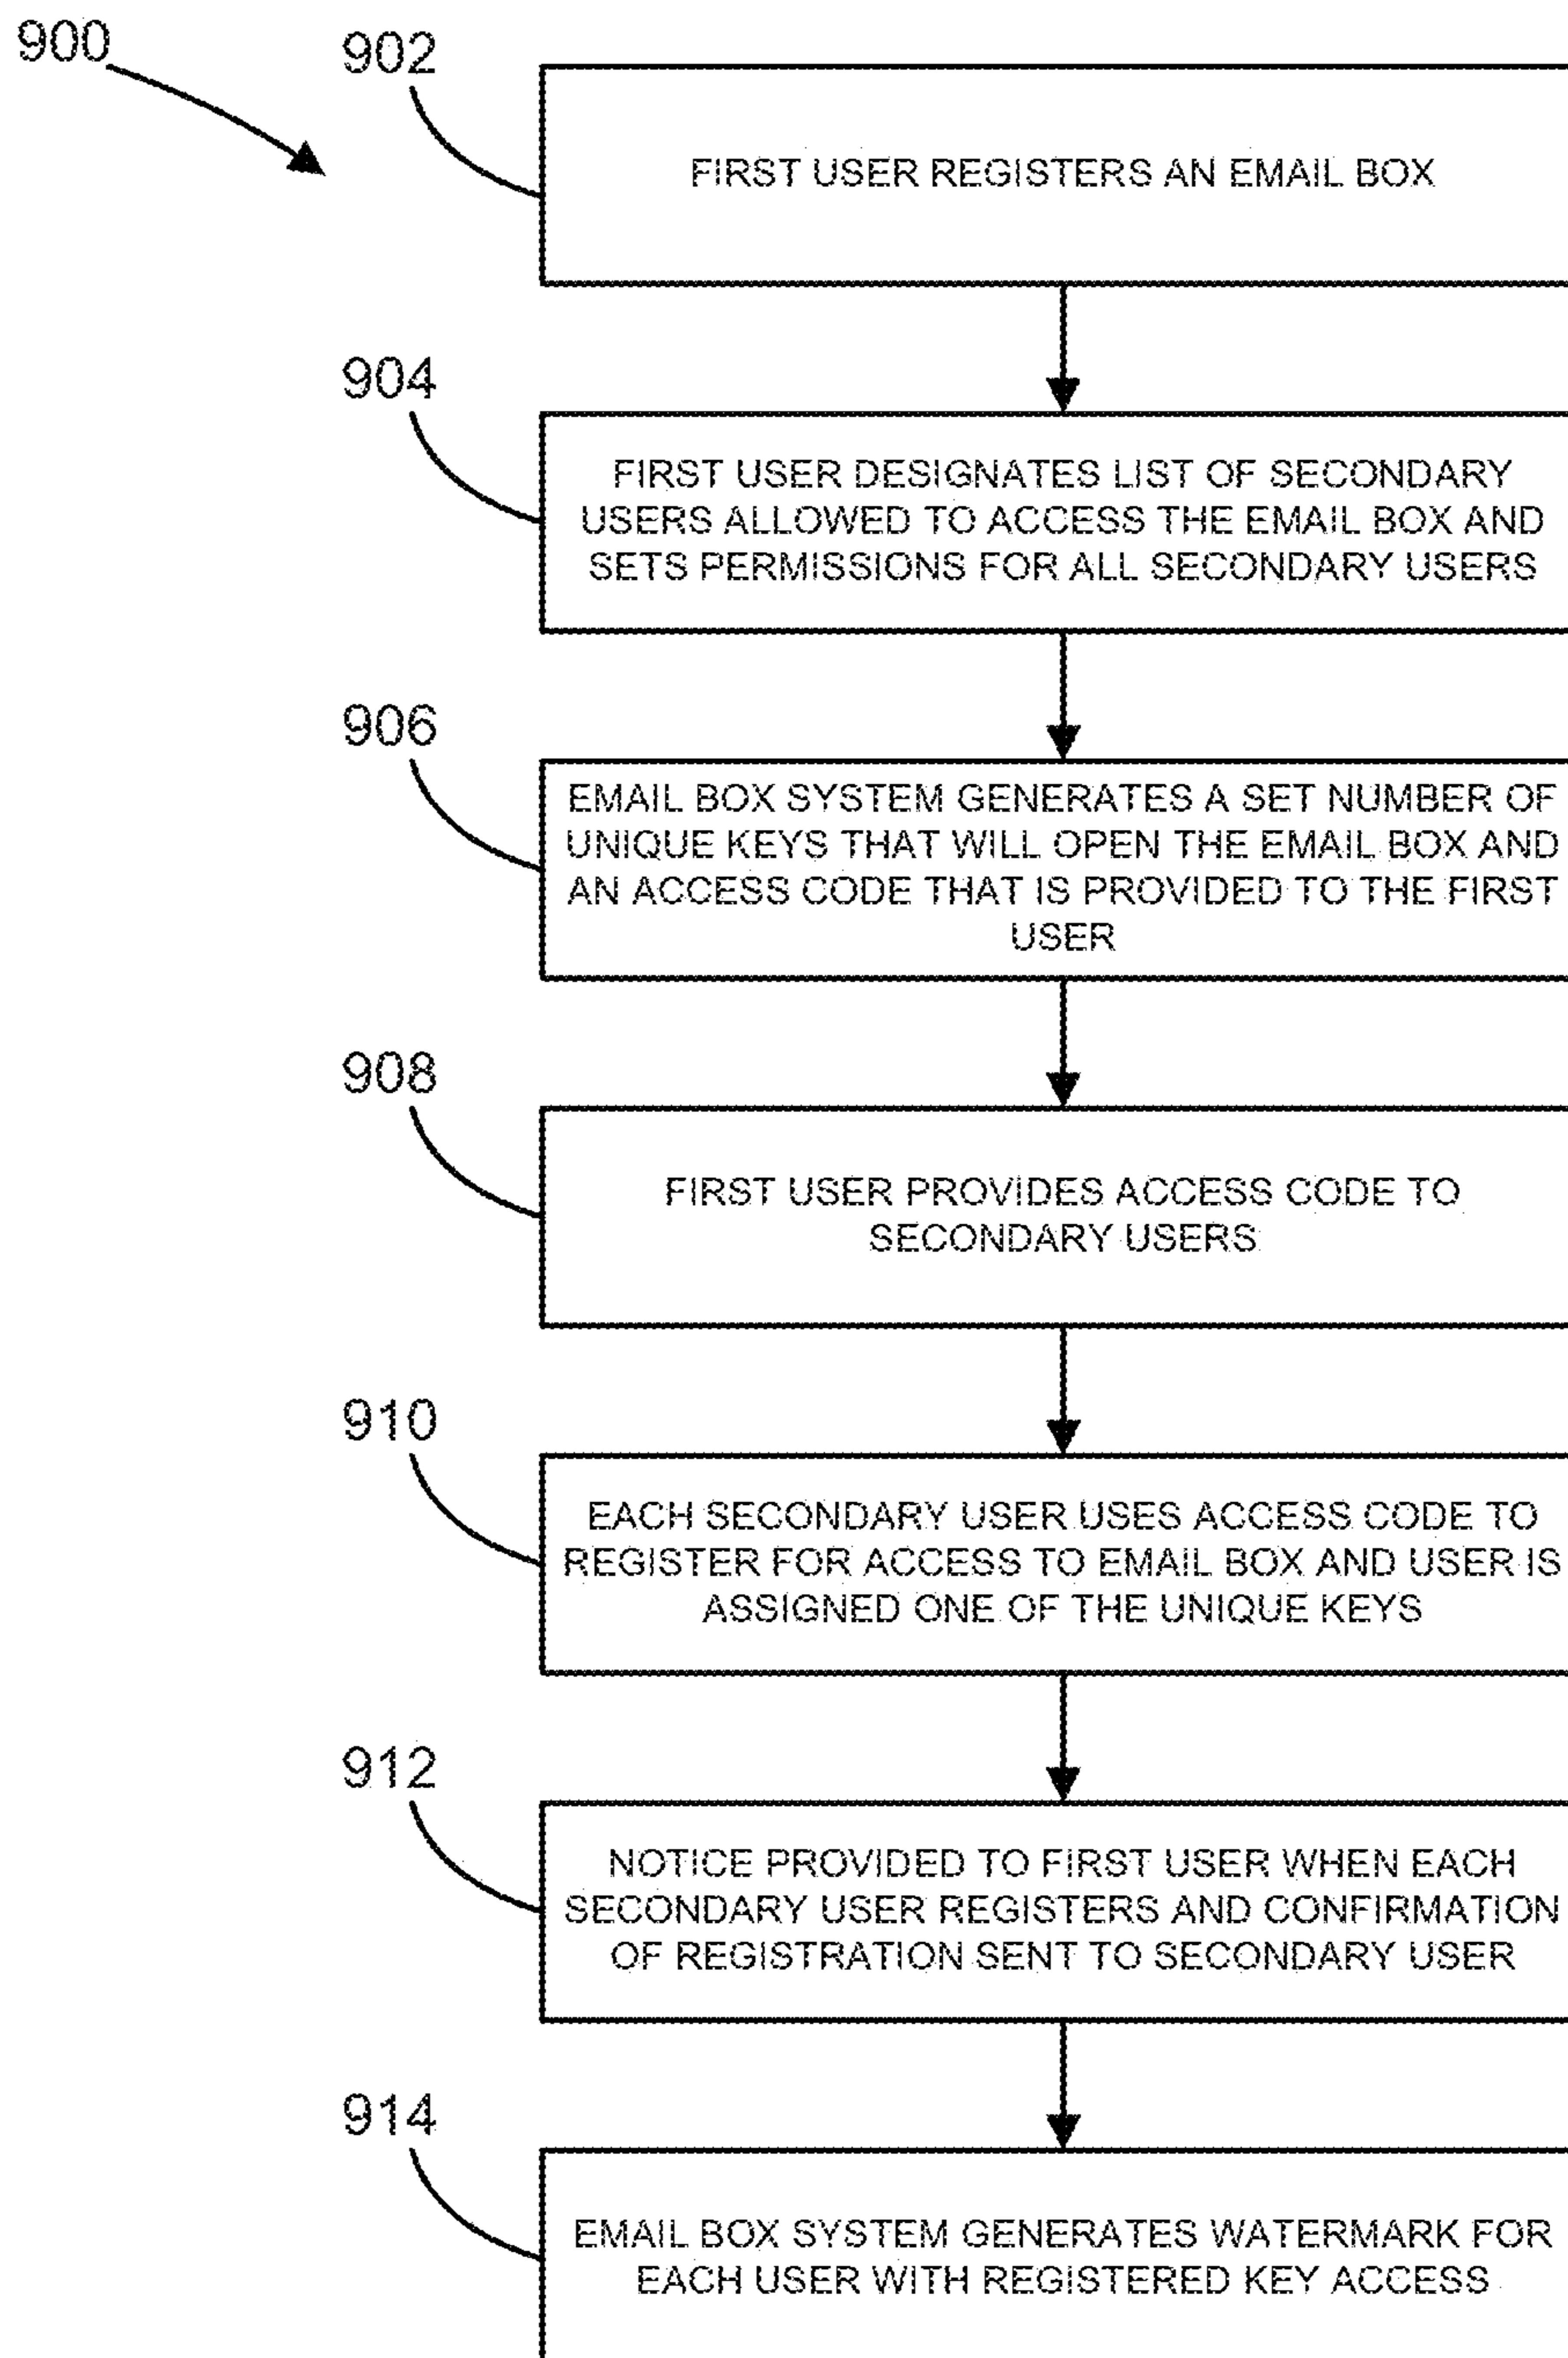 900
902
FIRST USER REGISTERS AN EMAIL BOX
904
FIRST USER DESIGNATES LIST OF SECONDARY
USERS ALLOWED TO ACCESS THE EMAIL BOX AND
SETS PERMISSIONS FOR ALL SECONDARY USERS
906
EMAIL BOX SYSTEM GENERATES A SET NUMBER OF
UNIQUE KEYS THAT WILL OPEN THE EMAIL BOX AND
AN ACCESS CODE THAT IS PROVIDED TO THE FIRST
USER
908
FIRST USER PROVIDES ACCESS CODE TO
SECONDARY USERS
910
EACH SECONDARY USER USES ACCESS CODE TO
REGISTER FOR ACCESS TO EMAIL BOX AND USER IS
ASSIGNED ONE OF THE UNIQUE KEYS
912
NOTICE PROVIDED TO FIRST USER WHEN EACH
SECONDARY USER REGISTERS AND CONFIRMATION
OF REGISTRATION SENT TO SECONDARY USER
914
EMAIL BOX SYSTEM GENERATES WATERMARK FOR
EACH USER WITH REGISTERED KEY ACCESS